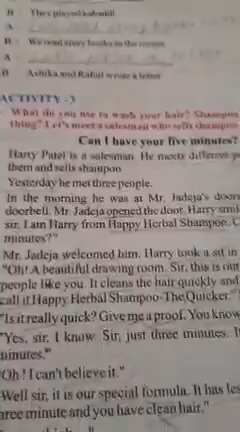 B : They played kabaddi
A :
B : We read story books in the room
A :
B Ashika and Rahul wrote a letter
ACTIVITY - 3
What do you use to wash your hair? Shampoo
thing? Let's meet a salesman who sells shampoo
Can I have your five minutes?
Harry Patel is a salesman. He meets different p
them and sells shampoo.
Yesterday he met three people.
In the morning he was at Mr. Jadeja's doors
doorbell. Mr. Jadeja opened the door. Harry smil
sir, I am Harry from Happy Herbal Shampoo. C
minutes?"
Mr. Jadeja welcomed him. Harry took a sit in
"Oh! A beautiful drawing room. Sir, this is our
people like you. It cleans the hair quickly and
call it Happy Herbal Shampoo-The Quicker."
"Is it really quick? Give me a proof. You know
"Yes, sir, I know. Sir, just three minutes. It
minutes."
Oh! I can't believe it."
Well sir, it is our special formula. It has les
aree minute and you have clean hair."